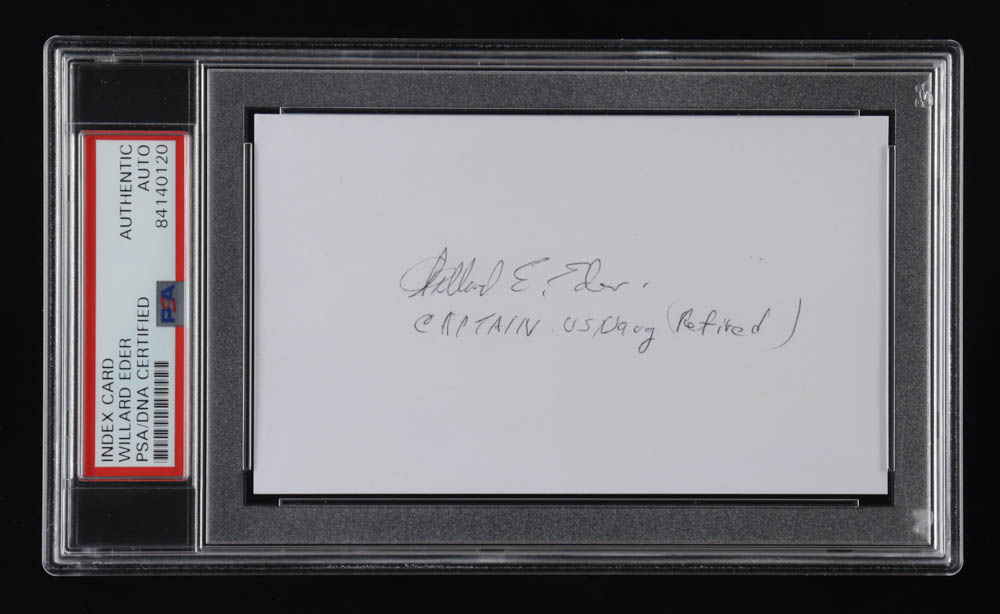 INDEX CARD
WILLARD EDER
PSA/DNA CERTIFIED
AUTHENTIC
AUTO
84140120
PSA
Willard E. Eder.
CAPTAIN US Navy (Retired)